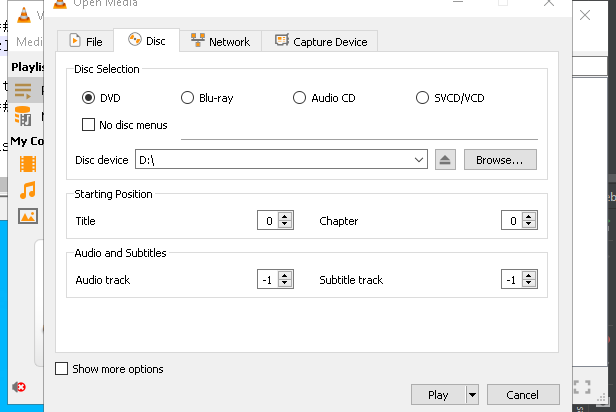 Open Media
Medi
File
Disc
Network
Capture Device
Playlis
Disc Selection
DVD
Blu-ray
Audio CD
SVCD/VCD
No disc menus
My Co
Disc device
D:\
Browse...
Starting Position
Title
0
Chapter
0
Audio and Subtitles
Audio track
-1
Subtitle track
-1
Show more options
Play
Cancel